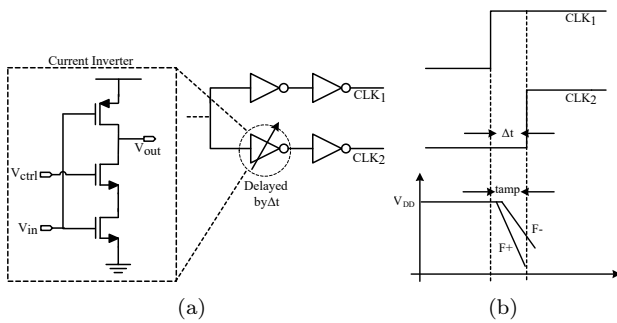 Current Inverter
Vout
Vctrl
Vin
CLK1
CLK2
Delayed
byΔt
(a)
CLK1
CLK2
Δt
tamp
VDD
F-
F+
(b)